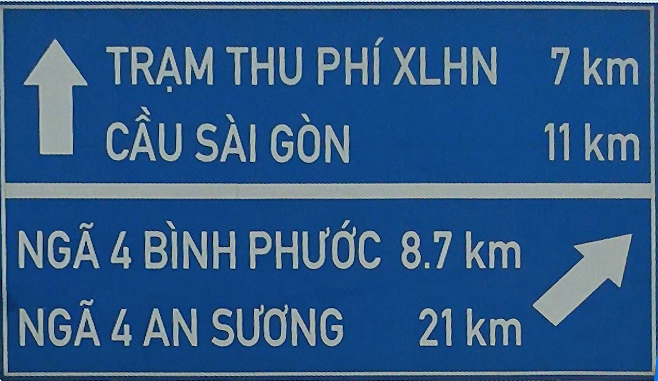 TRẠM THU PHÍ XLHN 7 km
CẦU SÀI GÒN 11 km
NGÃ 4 BÌNH PHƯỚC 8.7 km
NGÃ 4 AN SƯƠNG 21 km